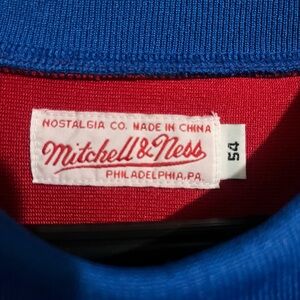 NOSTALGIA CO. MADE IN CHINA
Mitchell & Ness
PHILADELPHIA, PA.
54